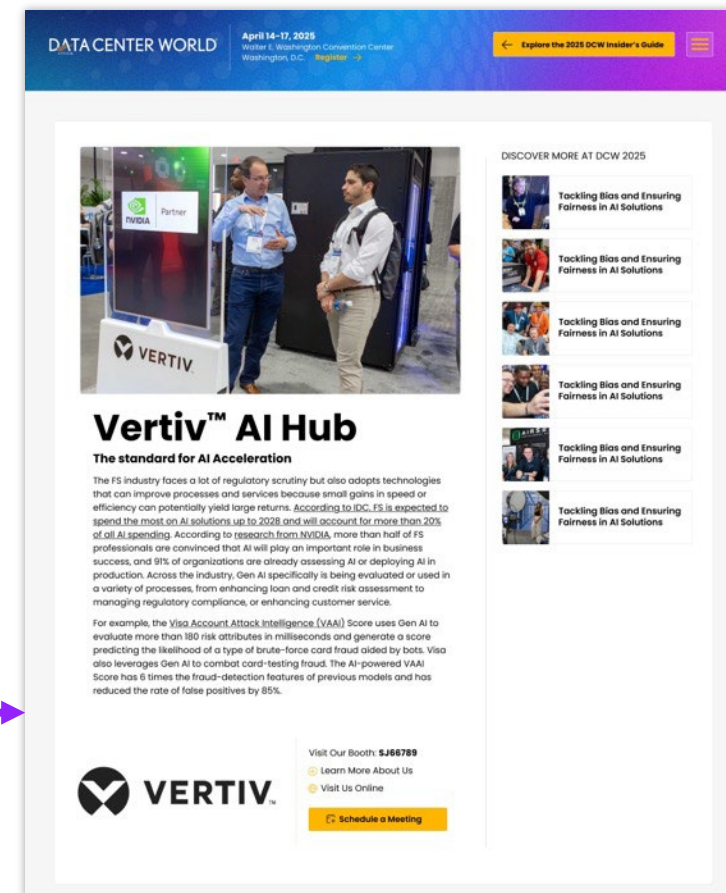 DATA CENTER WORLD
April 14–17, 2025
Walter E. Washington Convention Center
Washington, D.C. Register →
← Explore the 2025 DCW Insider's Guide
NVIDIA
Partner
VERTIV
Vertiv™ AI Hub
The standard for AI Acceleration
The FS industry faces a lot of regulatory scrutiny but also adopts technologies
that can improve processes and services because small gains in speed or
efficiency can potentially yield large returns. According to IDC, FS is expected to
spend the most on AI solutions up to 2028 and will account for more than 20%
of all AI spending. According to research from NVIDIA, more than half of FS
professionals are convinced that AI will play an important role in business
success, and 91% of organizations are already assessing AI or deploying AI in
production. Across the industry, Gen AI specifically is being evaluated or used in
a variety of processes, from enhancing loan and credit risk assessment to
managing regulatory compliance, or enhancing customer service.
For example, the Visa Account Attack Intelligence (VAAI) Score uses Gen AI to
evaluate more than 180 risk attributes in milliseconds and generate a score
predicting the likelihood of a type of brute-force card fraud aided by bots. Visa
also leverages Gen AI to combat card-testing fraud. The AI-powered VAAI
Score has 6 times the fraud-detection features of previous models and has
reduced the rate of false positives by 85%.
VERTIV™
Visit Our Booth: SJ66789
Learn More About Us
Visit Us Online
Schedule a Meeting
DISCOVER MORE AT DCW 2025
Tackling Bias and Ensuring
Fairness in AI Solutions
Tackling Bias and Ensuring
Fairness in AI Solutions
Tackling Bias and Ensuring
Fairness in AI Solutions
Tackling Bias and Ensuring
Fairness in AI Solutions
Tackling Bias and Ensuring
Fairness in AI Solutions
Tackling Bias and Ensuring
Fairness in AI Solutions